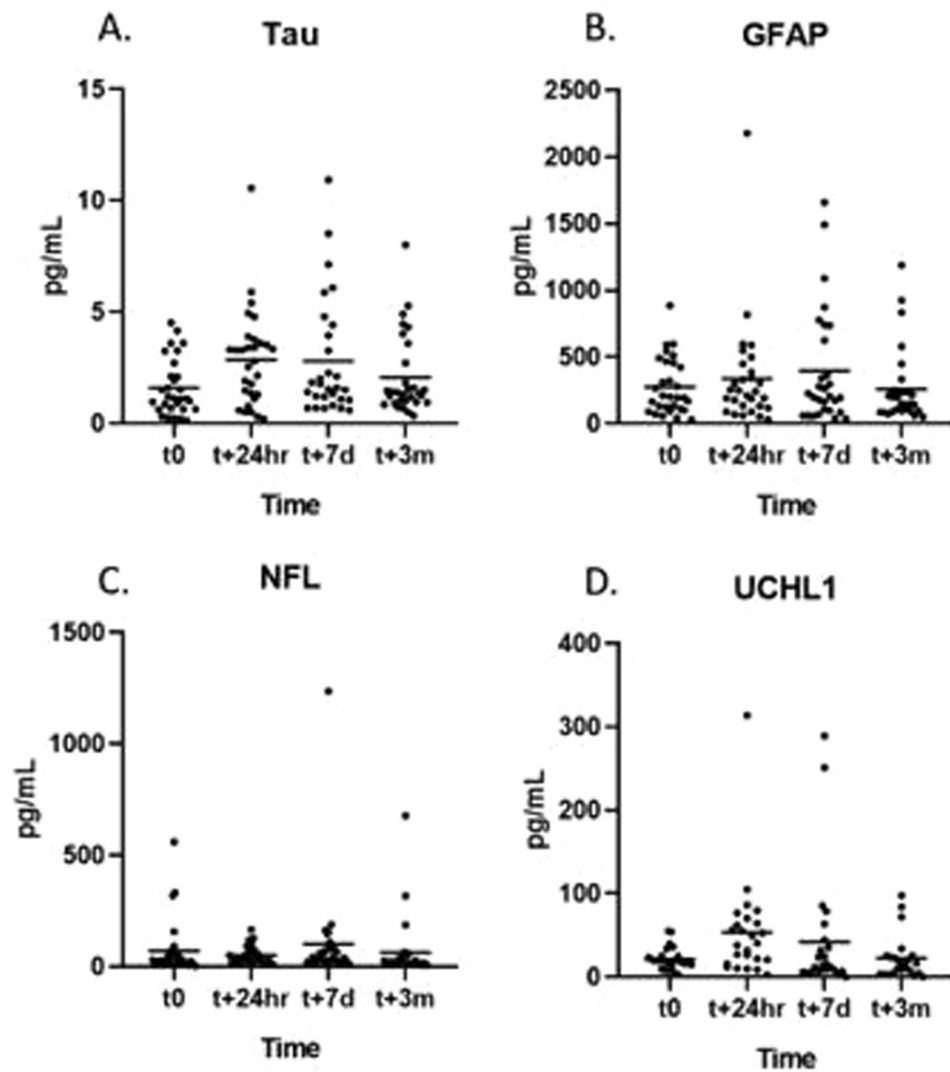 A. Tau
15
10
5
0
pg/mL
t0 t+24hr t+7d t+3m
Time
B. GFAP
2500
2000
1500
1000
500
0
pg/mL
t0 t+24hr t+7d t+3m
Time
C. NFL
1500
1000
500
0
pg/mL
t0 t+24hr t+7d t+3m
Time
D. UCHL1
400
300
200
100
0
pg/mL
t0 t+24hr t+7d t+3m
Time